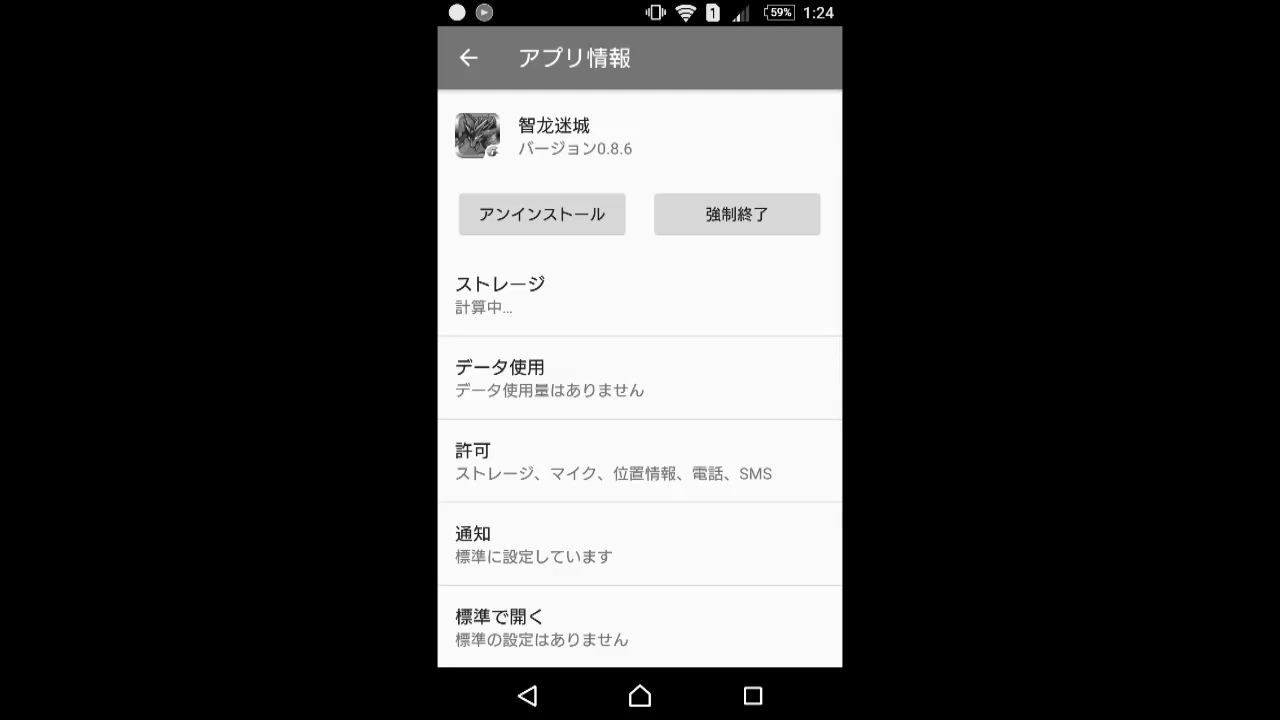 1 59% 1:24
アプリ情報
智龙迷城
バージョン0.8.6
アンインストール 強制終了
ストレージ
計算中...
データ使用
データ使用量はありません
許可
ストレージ、マイク、位置情報、電話、SMS
通知
標準に設定しています
標準で開く
標準の設定はありません